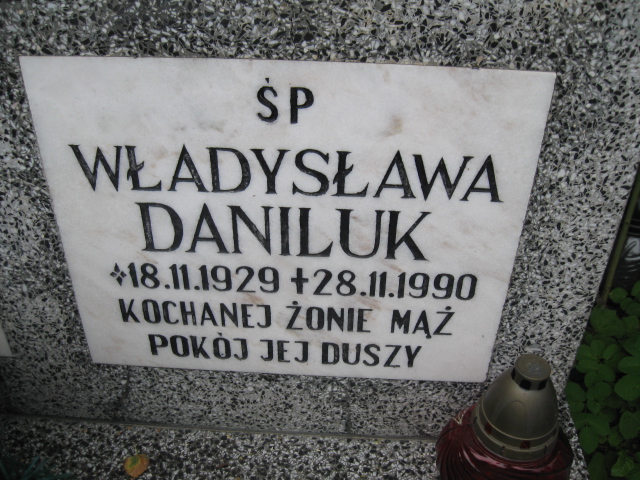 ŚP
WŁADYSŁAWA
DANILUK
✢18.11.1929 ✝28.11.1990
KOCHANEJ ŻONIE MĄŻ
POKÓJ JEJ DUSZY